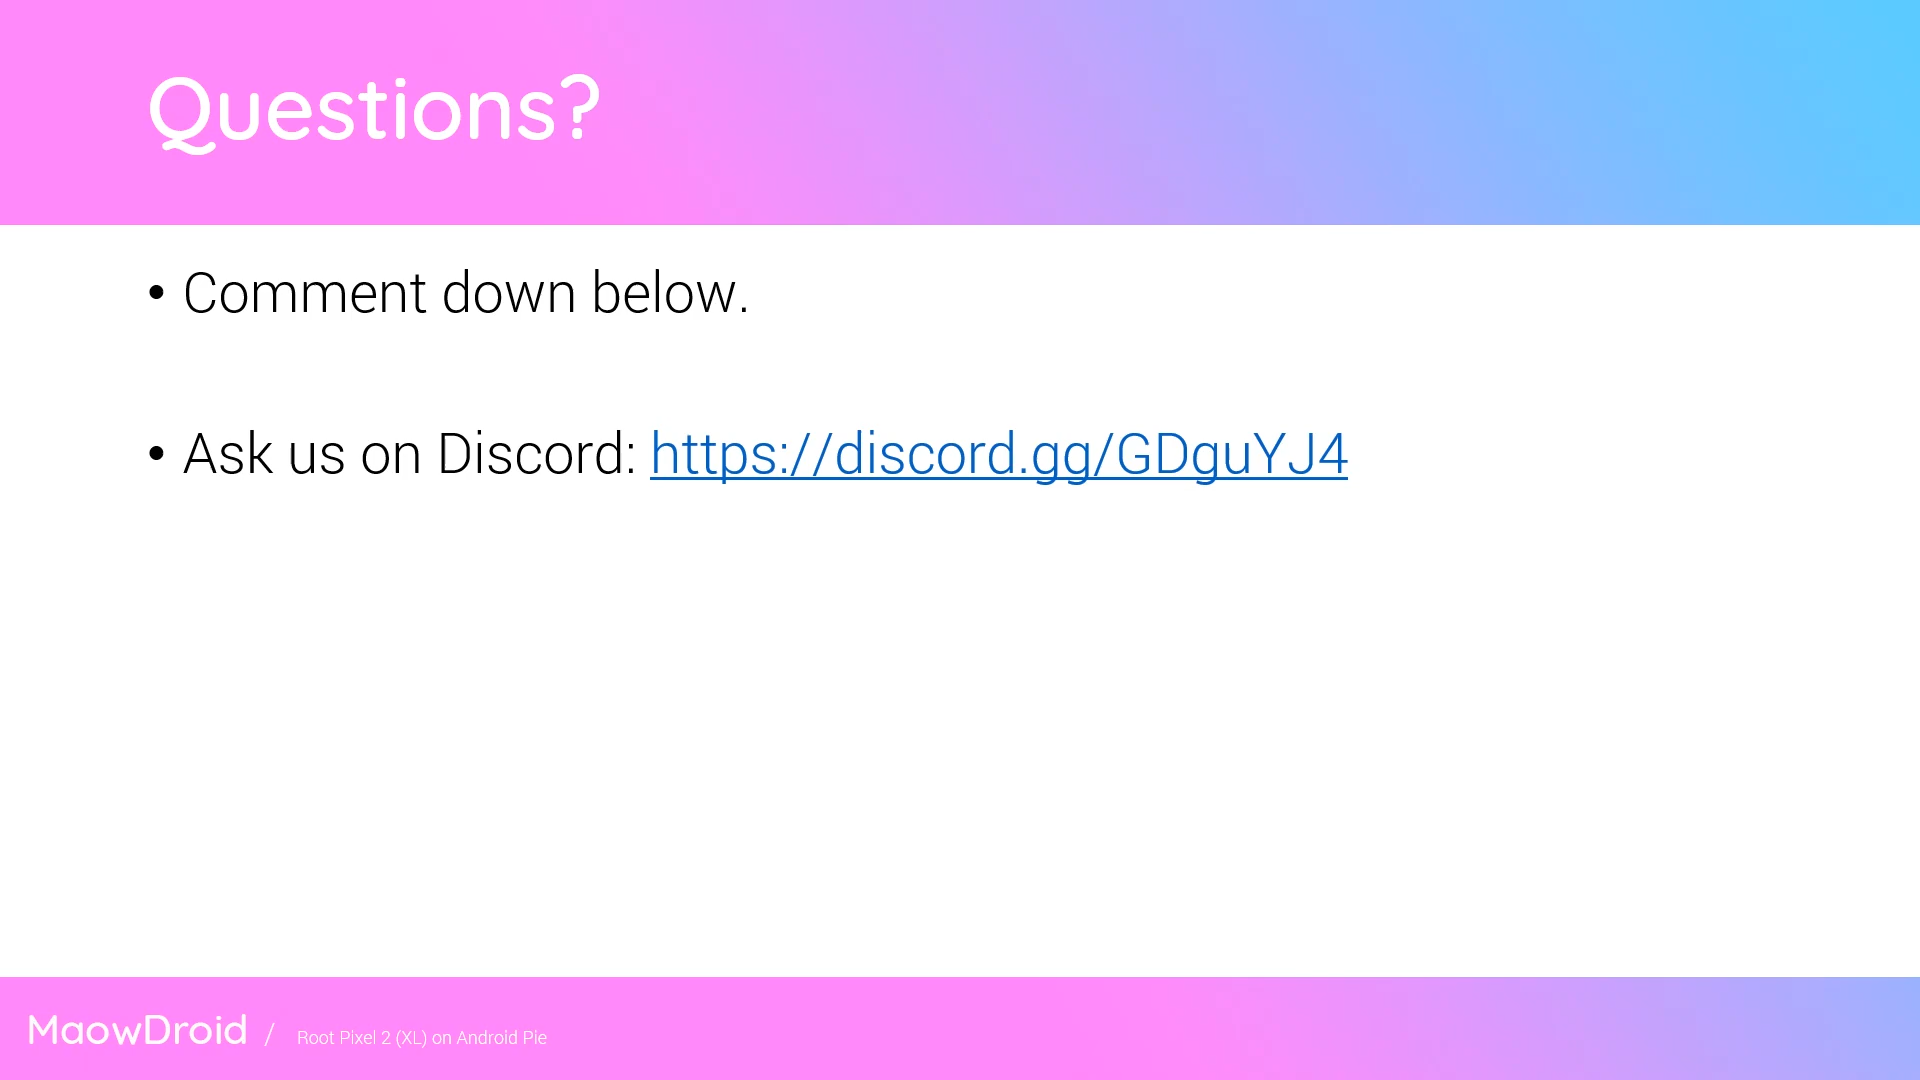 Questions?
• Comment down below.
• Ask us on Discord: https://discord.gg/GDguYJ4
MaowDroid / Root Pixel 2 (XL) on Android Pie